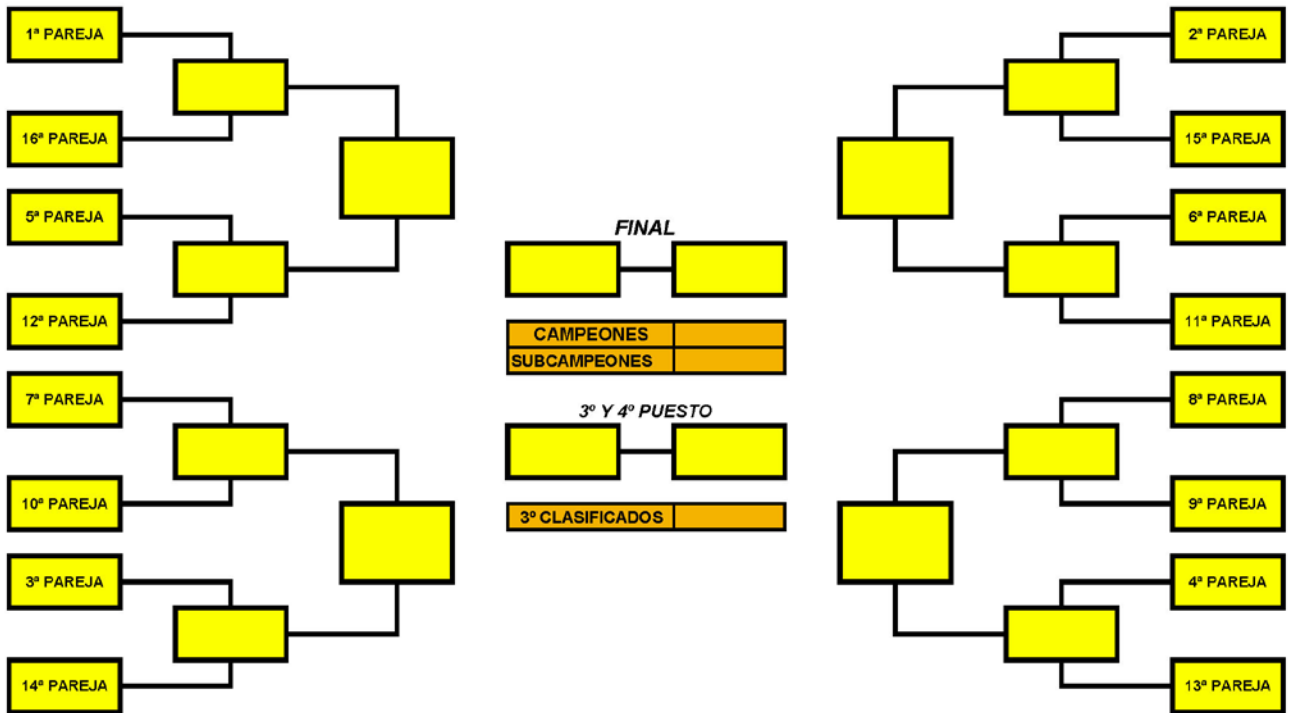 1ª PAREJA
16ª PAREJA
5ª PAREJA
12ª PAREJA
7ª PAREJA
10ª PAREJA
3ª PAREJA
14ª PAREJA
FINAL
CAMPEONES
SUBCAMPEONES
3º Y 4º PUESTO
3º CLASIFICADOS
2ª PAREJA
15ª PAREJA
6ª PAREJA
11ª PAREJA
8ª PAREJA
9ª PAREJA
4ª PAREJA
13ª PAREJA